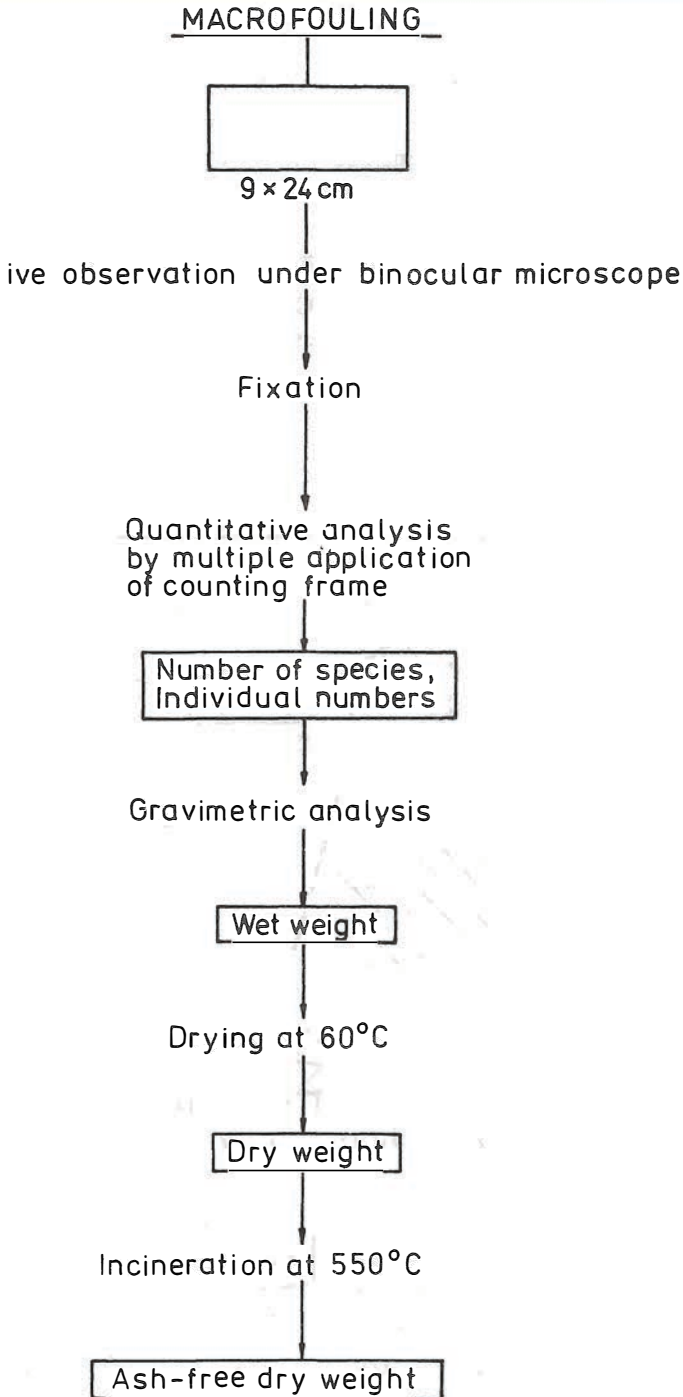 MACROFOULING
9 × 24 cm
ive observation under binocular microscope
Fixation
Quantitative analysis
by multiple application
of counting frame
Number of species,
Individual numbers
Gravimetric analysis
Wet weight
Drying at 60°C
Dry weight
Incineration at 550°C
Ash-free dry weight